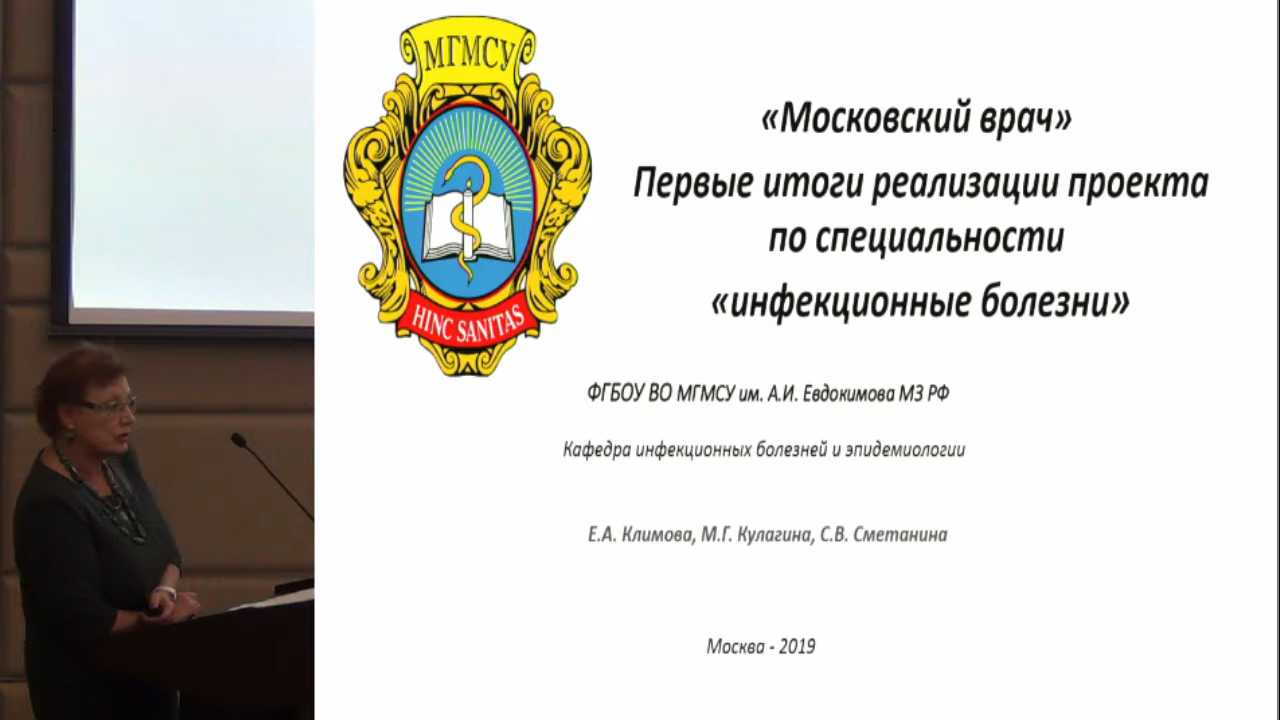 МГМСУ
HINC SANITAS
«Московский врач»
Первые итоги реализации проекта
по специальности
«инфекционные болезни»
ФГБОУ ВО МГМСУ им. А.И. Евдокимова МЗ РФ
Кафедра инфекционных болезней и эпидемиологии
Е.А. Климова, М.Г. Кулагина, С.В. Сметанина
Москва - 2019